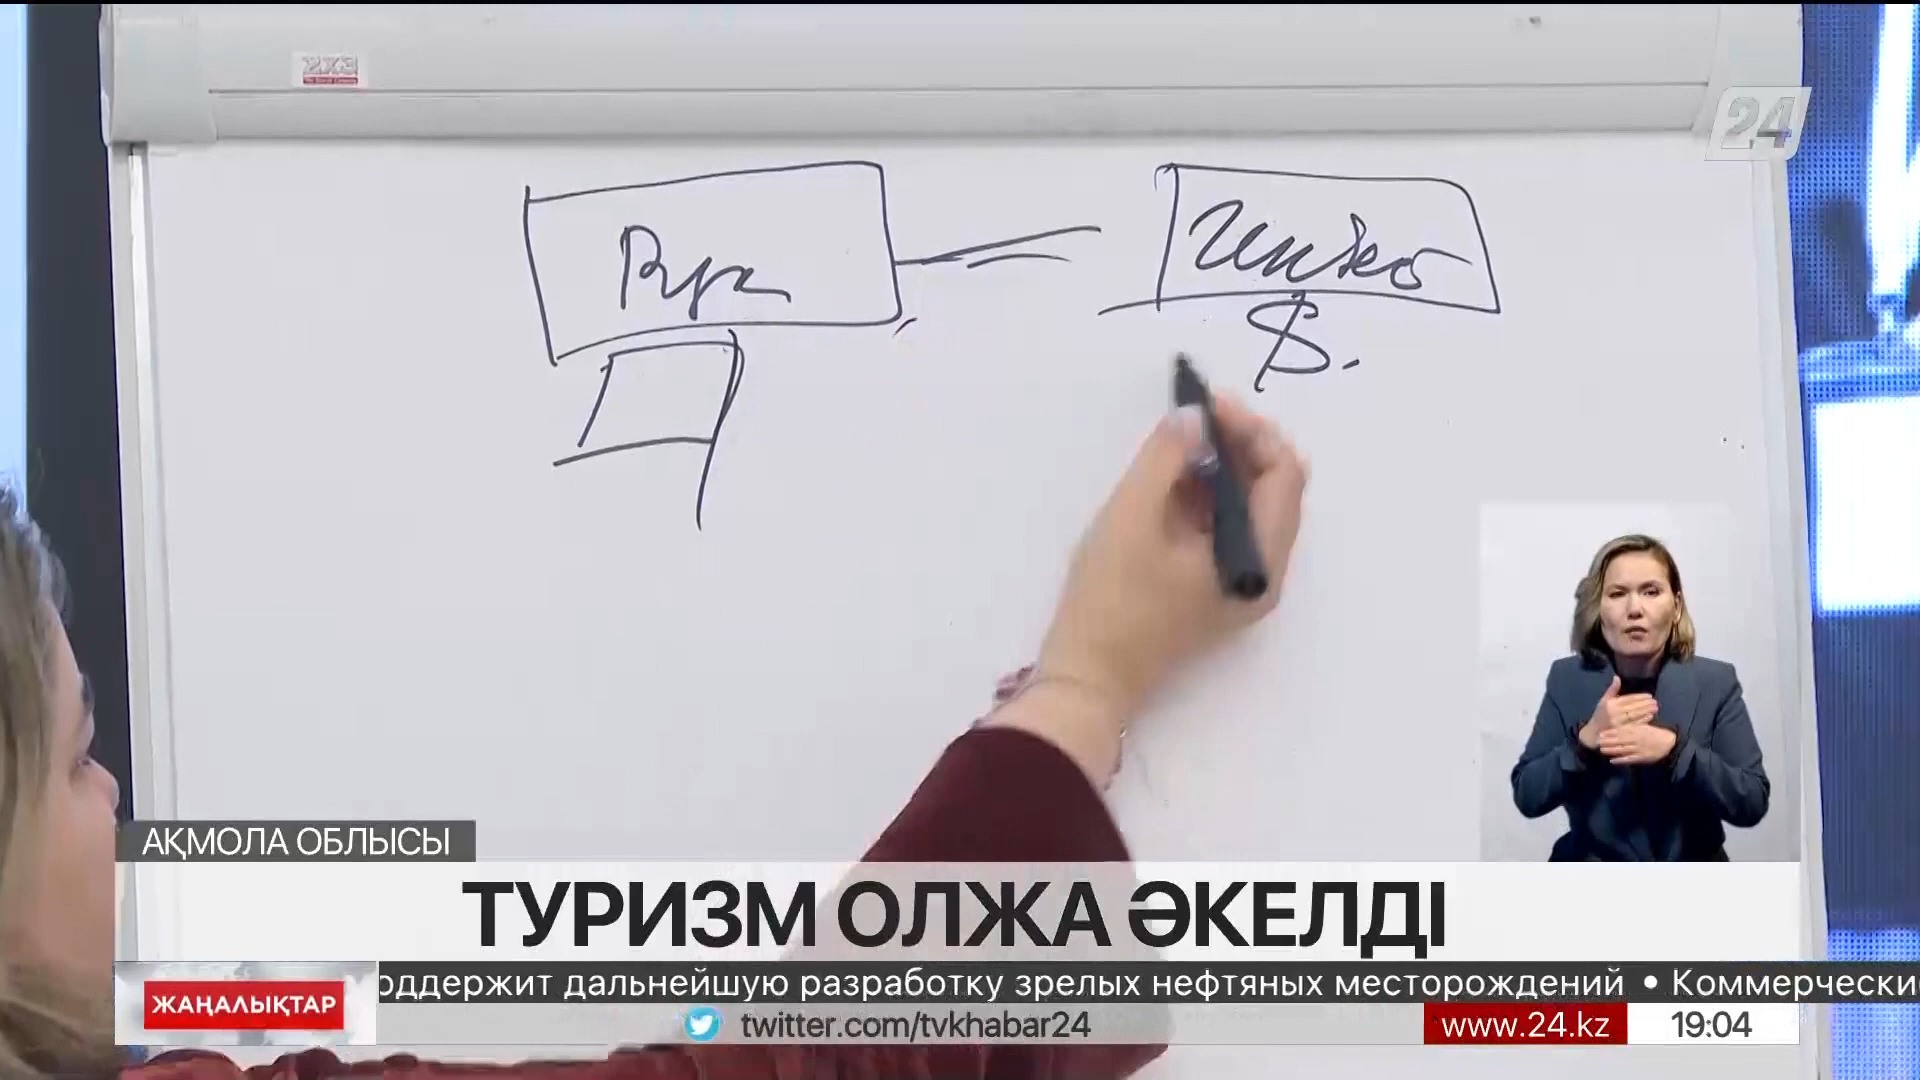 2x3
24
$.
АҚМОЛА ОБЛЫСЫ
ТУРИЗМ ОЛЖА ӘКЕЛДІ
ЖАҢАЛЫҚТАР
оддержит дальнейшую разработку зрелых нефтяных месторождений • Коммерчески
twitter.com/tvkhabar24
www.24.kz
19:04